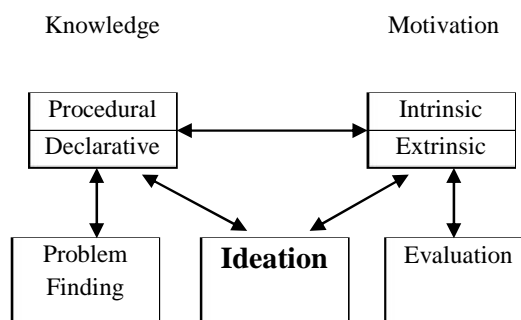 Knowledge
Motivation
Procedural
Declarative
Intrinsic
Extrinsic
Problem
Finding
Ideation
Evaluation